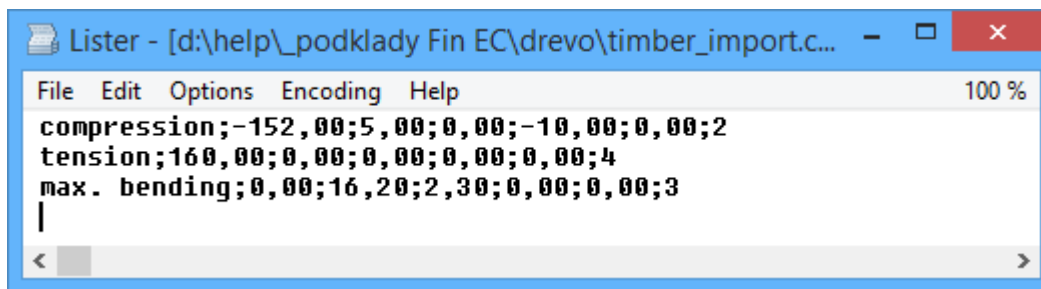 Lister - [d:\help\_podklady Fin EC\drevo\timber_import.c...
File Edit Options Encoding Help 100 %
compression;-152,00;5,00;0,00;-10,00;0,00;2
tension;160,00;0,00;0,00;0,00;0,00;4
max. bending;0,00;16,20;2,30;0,00;0,00;3